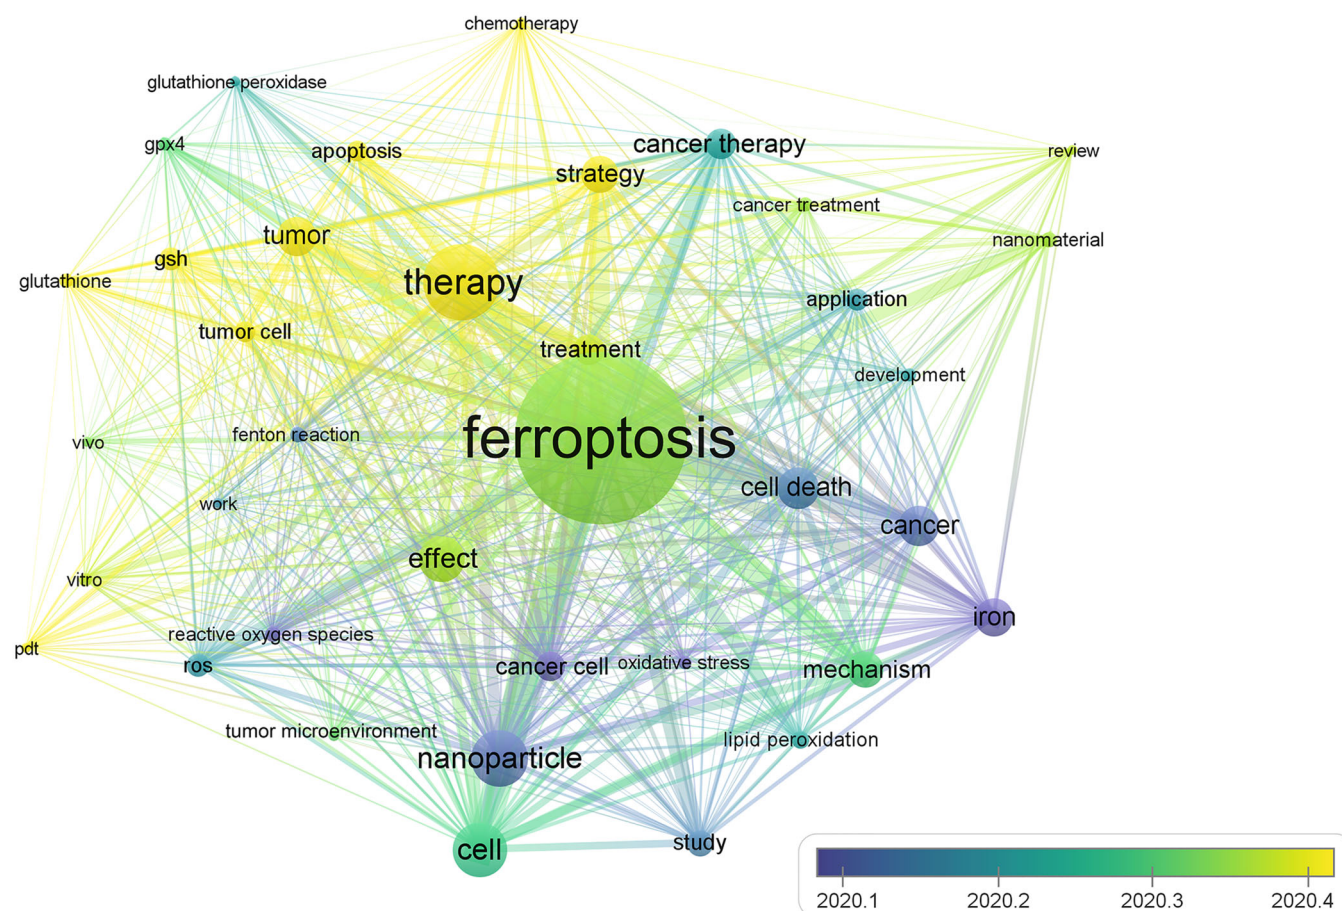 chemotherapy
glutathione peroxidase
gpx4
apoptosis
cancer therapy
review
strategy
cancer treatment
tumor
nanomaterial
gsh
glutathione
therapy
application
tumor cell
treatment
development
fenton reaction
vivo
ferroptosis
cell death
work
cancer
effect
vitro
iron
reactive oxygen species
pdt
ros
cancer cell
oxidative stress
mechanism
tumor microenvironment
lipid peroxidation
nanoparticle
study
cell
2020.1
2020.2
2020.3
2020.4